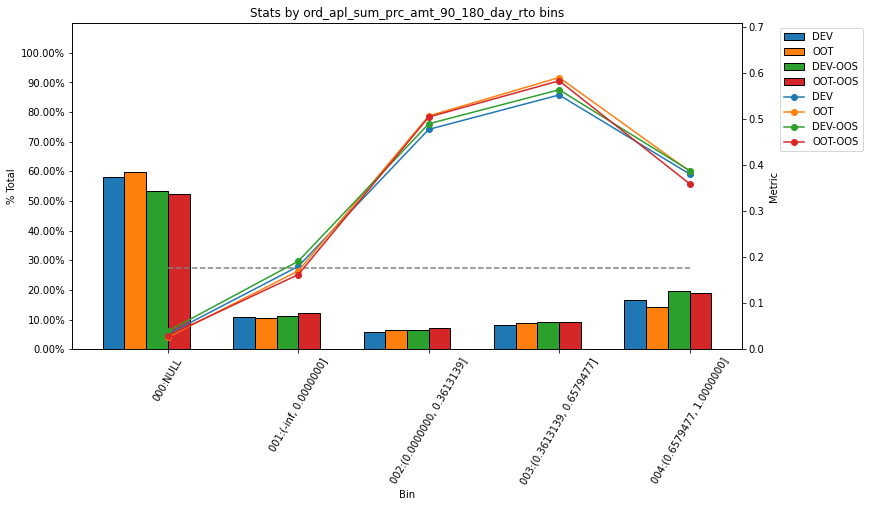 Stats by ord_apl_sum_prc_amt_90_180_day_rto bins
100.00%
90.00%
80.00%
70.00%
60.00%
50.00%
40.00%
30.00%
20.00%
10.00%
0.00%
% Total
0.7
0.6
0.5
0.4
0.3
0.2
0.1
0.0
Metric
DEV
OOT
DEV-OOS
OOT-OOS
DEV
OOT
DEV-OOS
OOT-OOS
000:NULL
001:(-inf, 0.0000000]
002:(0.0000000, 0.3613139]
003:(0.3613139, 0.6579477]
004:(0.6579477, 1.0000000]
Bin